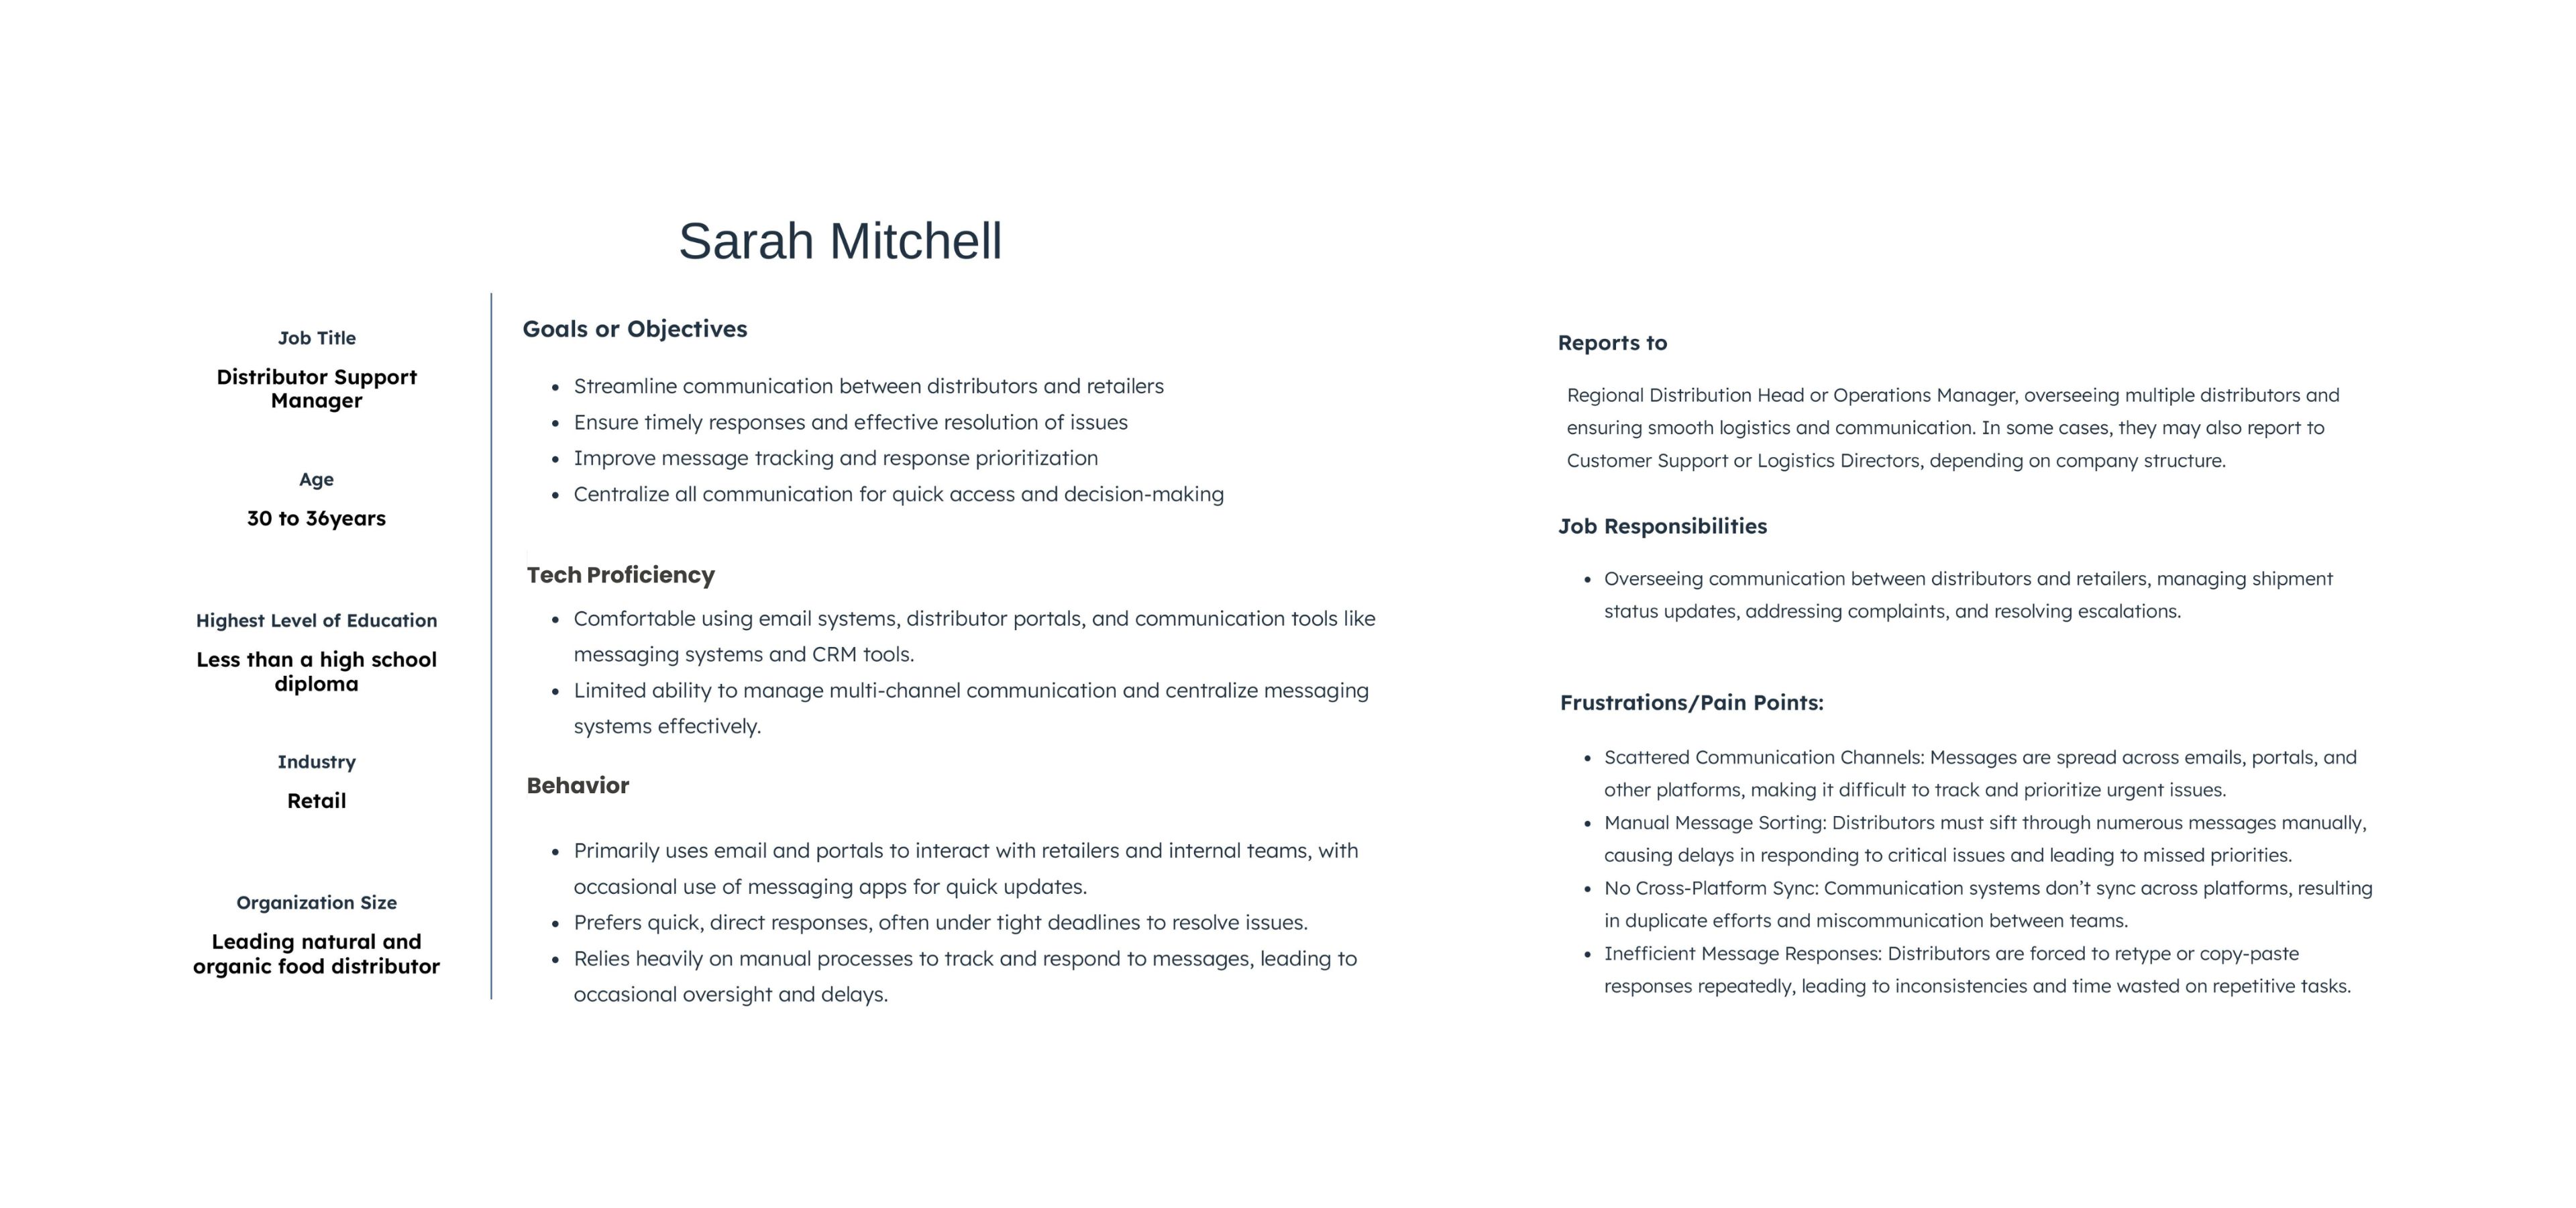 Sarah Mitchell
Job Title
Distributor Support
Manager
Age
30 to 36years
Highest Level of Education
Less than a high school
diploma
Industry
Retail
Organization Size
Leading natural and
organic food distributor
Goals or Objectives
• Streamline communication between distributors and retailers
• Ensure timely responses and effective resolution of issues
• Improve message tracking and response prioritization
• Centralize all communication for quick access and decision-making
Tech Proficiency
• Comfortable using email systems, distributor portals, and communication tools like
messaging systems and CRM tools.
• Limited ability to manage multi-channel communication and centralize messaging
systems effectively.
Behavior
• Primarily uses email and portals to interact with retailers and internal teams, with
occasional use of messaging apps for quick updates.
• Prefers quick, direct responses, often under tight deadlines to resolve issues.
• Relies heavily on manual processes to track and respond to messages, leading to
occasional oversight and delays.
Reports to
Regional Distribution Head or Operations Manager, overseeing multiple distributors and
ensuring smooth logistics and communication. In some cases, they may also report to
Customer Support or Logistics Directors, depending on company structure.
Job Responsibilities
• Overseeing communication between distributors and retailers, managing shipment
status updates, addressing complaints, and resolving escalations.
Frustrations/Pain Points:
• Scattered Communication Channels: Messages are spread across emails, portals, and
other platforms, making it difficult to track and prioritize urgent issues.
• Manual Message Sorting: Distributors must sift through numerous messages manually,
causing delays in responding to critical issues and leading to missed priorities.
• No Cross-Platform Sync: Communication systems don’t sync across platforms, resulting
in duplicate efforts and miscommunication between teams.
• Inefficient Message Responses: Distributors are forced to retype or copy-paste
responses repeatedly, leading to inconsistencies and time wasted on repetitive tasks.